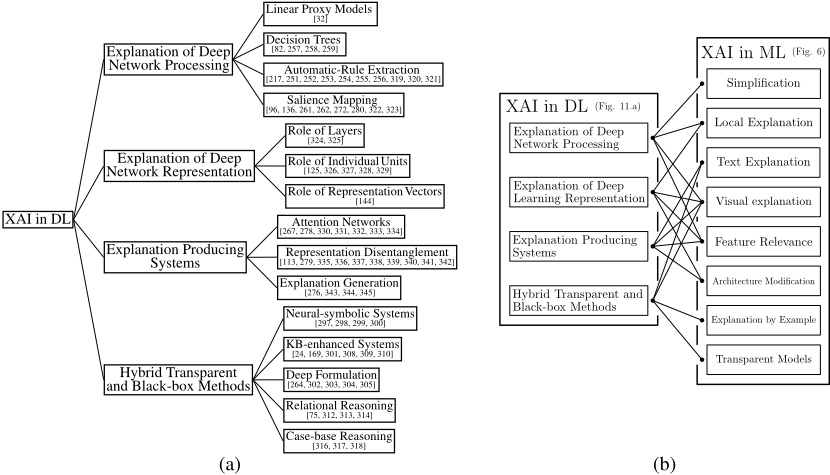 XAI in DL
Explanation of Deep
Network Processing
Linear Proxy Models
[32]
Decision Trees
[82, 257, 258, 259]
Automatic-Rule Extraction
[217, 251, 252, 253, 254, 255, 256, 319, 320, 321]
Salience Mapping
[96, 136, 261, 262, 272, 280, 322, 323]
Explanation of Deep
Network Representation
Role of Layers
[324, 325]
Role of Individual Units
[125, 326, 327, 328, 329]
Role of Representation Vectors
[144]
Explanation Producing
Systems
Attention Networks
[267, 278, 330, 331, 332, 333, 334]
Representation Disentanglement
[113, 279, 335, 336, 337, 338, 339, 340, 341, 342]
Explanation Generation
[276, 343, 344, 345]
Hybrid Transparent
and Black-box Methods
Neural-symbolic Systems
[297, 298, 299, 300]
KB-enhanced Systems
[24, 169, 301, 308, 309, 310]
Deep Formulation
[264, 302, 303, 304, 305]
Relational Reasoning
[75, 312, 313, 314]
Case-base Reasoning
[316, 317, 318]
(a)
XAI in DL (Fig. 11.a)
Explanation of Deep
Network Processing
Explanation of Deep
Learning Representation
Explanation Producing
Systems
Hybrid Transparent and
Black-box Methods
XAI in ML (Fig. 6)
Simplification
Local Explanation
Text Explanation
Visual explanation
Feature Relevance
Architecture Modification
Explanation by Example
Transparent Models
(b)